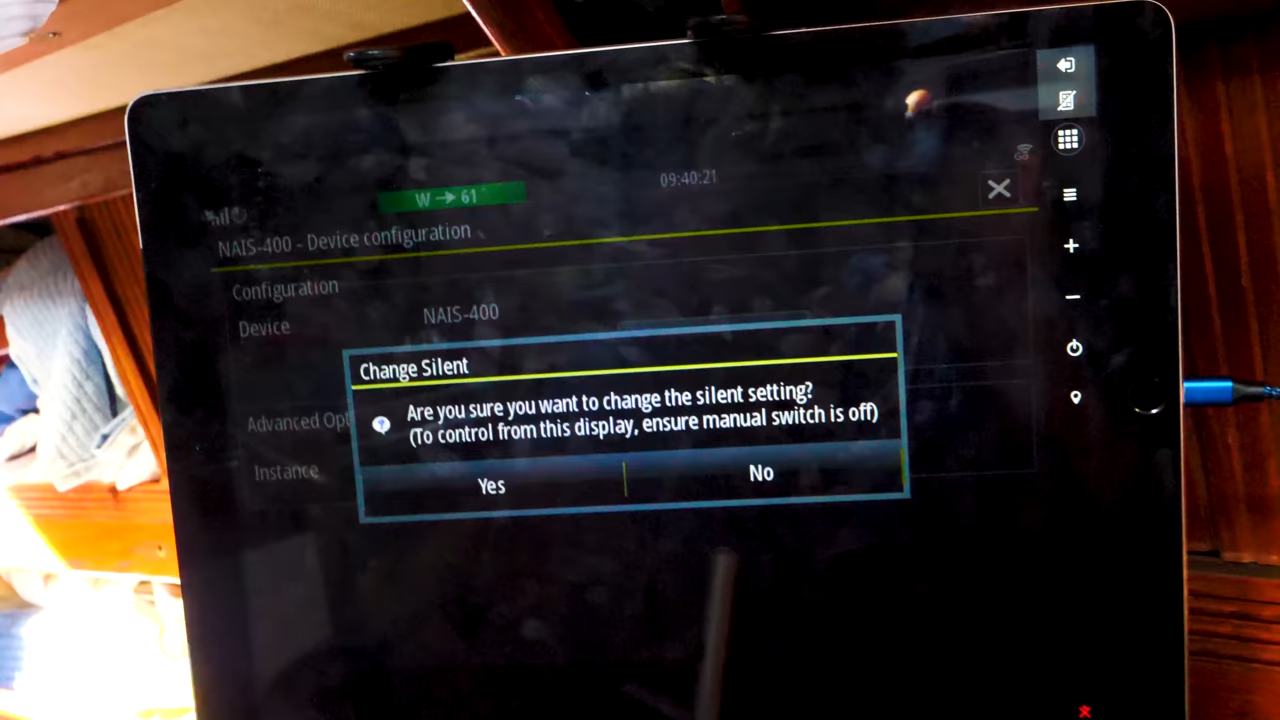 W → 61°
09:40:21
GO
NAIS-400 - Device configuration
Configuration
Device NAIS-400
Change Silent
Are you sure you want to change the silent setting?
(To control from this display, ensure manual switch is off)
Advanced Opt
Instance
Yes No